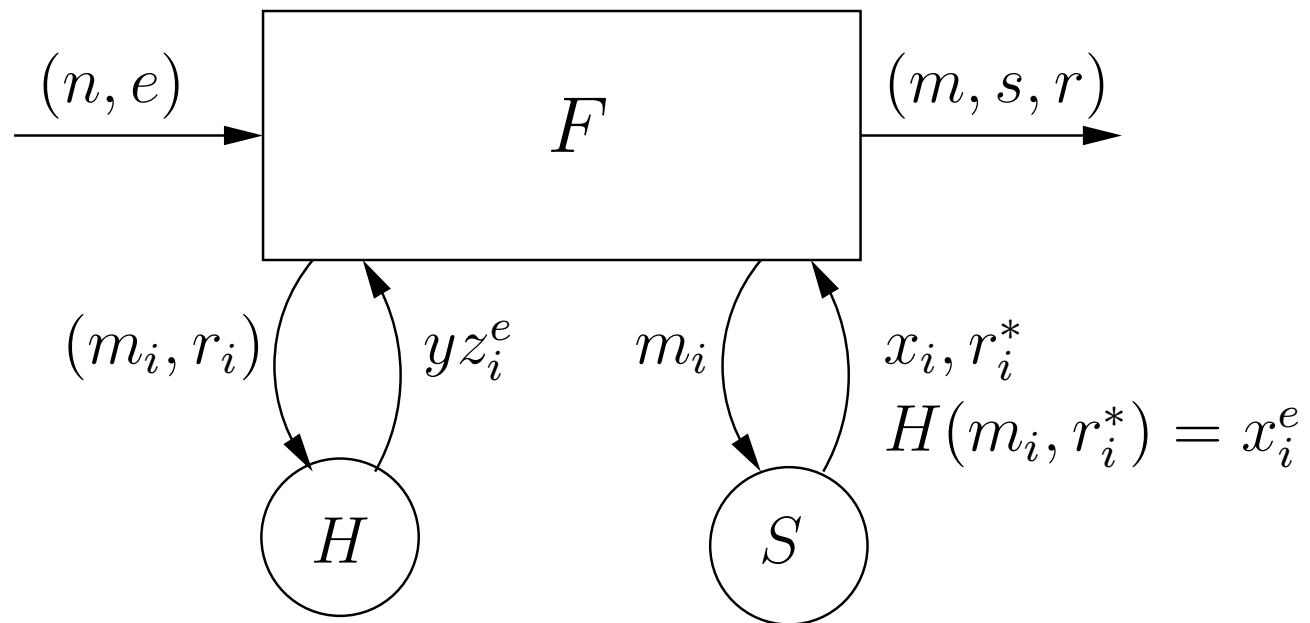 (n, e)
F
(m, s, r)
(m_i, r_i)
yz_i^e
m_i
x_i, r_i^*
H(m_i, r_i^*) = x_i^e
H
S